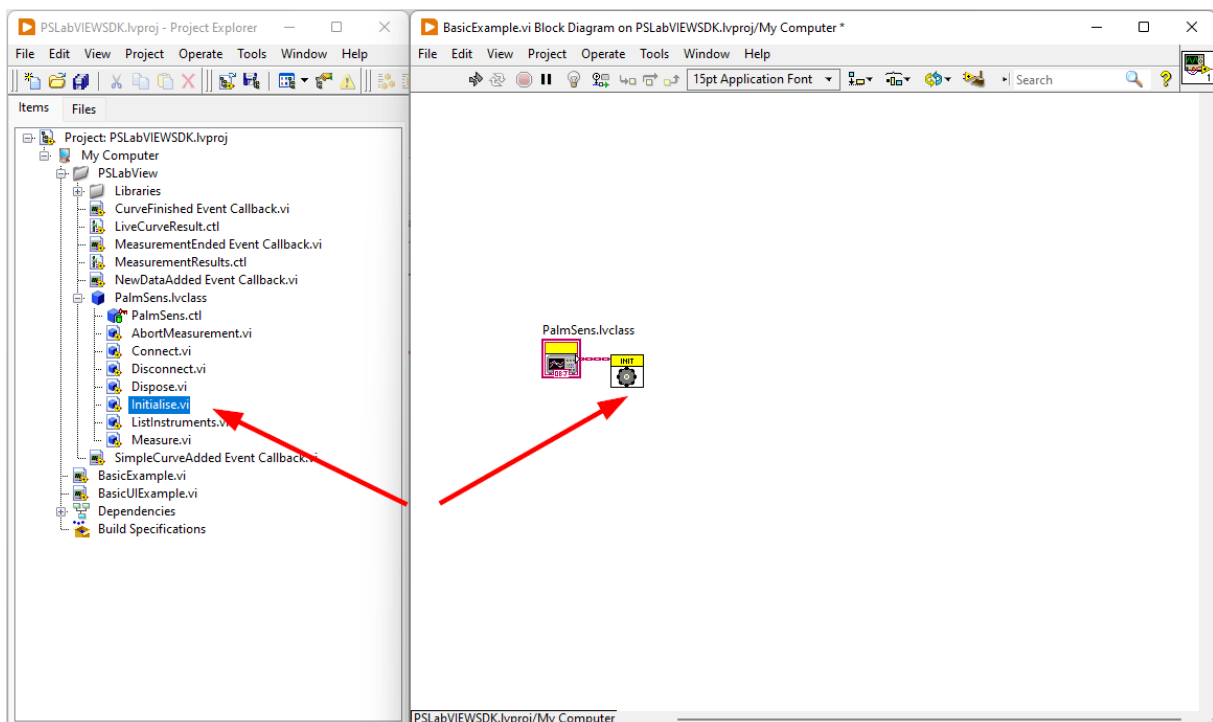 PSLabVIEWSDK.lvproj - Project Explorer
File Edit View Project Operate Tools Window Help
Items Files
Project: PSLabVIEWSDK.lvproj
My Computer
PSLabView
Libraries
CurveFinished Event Callback.vi
LiveCurveResult.ctl
MeasurementEnded Event Callback.vi
MeasurementResults.ctl
NewDataAdded Event Callback.vi
PalmSens.lvclass
PalmSens.ctl
AbortMeasurement.vi
Connect.vi
Disconnect.vi
Dispose.vi
Initialise.vi
ListInstruments.vi
Measure.vi
SimpleCurveAdded Event Callback.vi
BasicExample.vi
BasicUIExample.vi
Dependencies
Build Specifications
BasicExample.vi Block Diagram on PSLabVIEWSDK.lvproj/My Computer *
File Edit View Project Operate Tools Window Help
15pt Application Font
Search
1
PalmSens.lvclass
OBJ
INIT
PSLabVIEWSDK.lvproj/My Computer